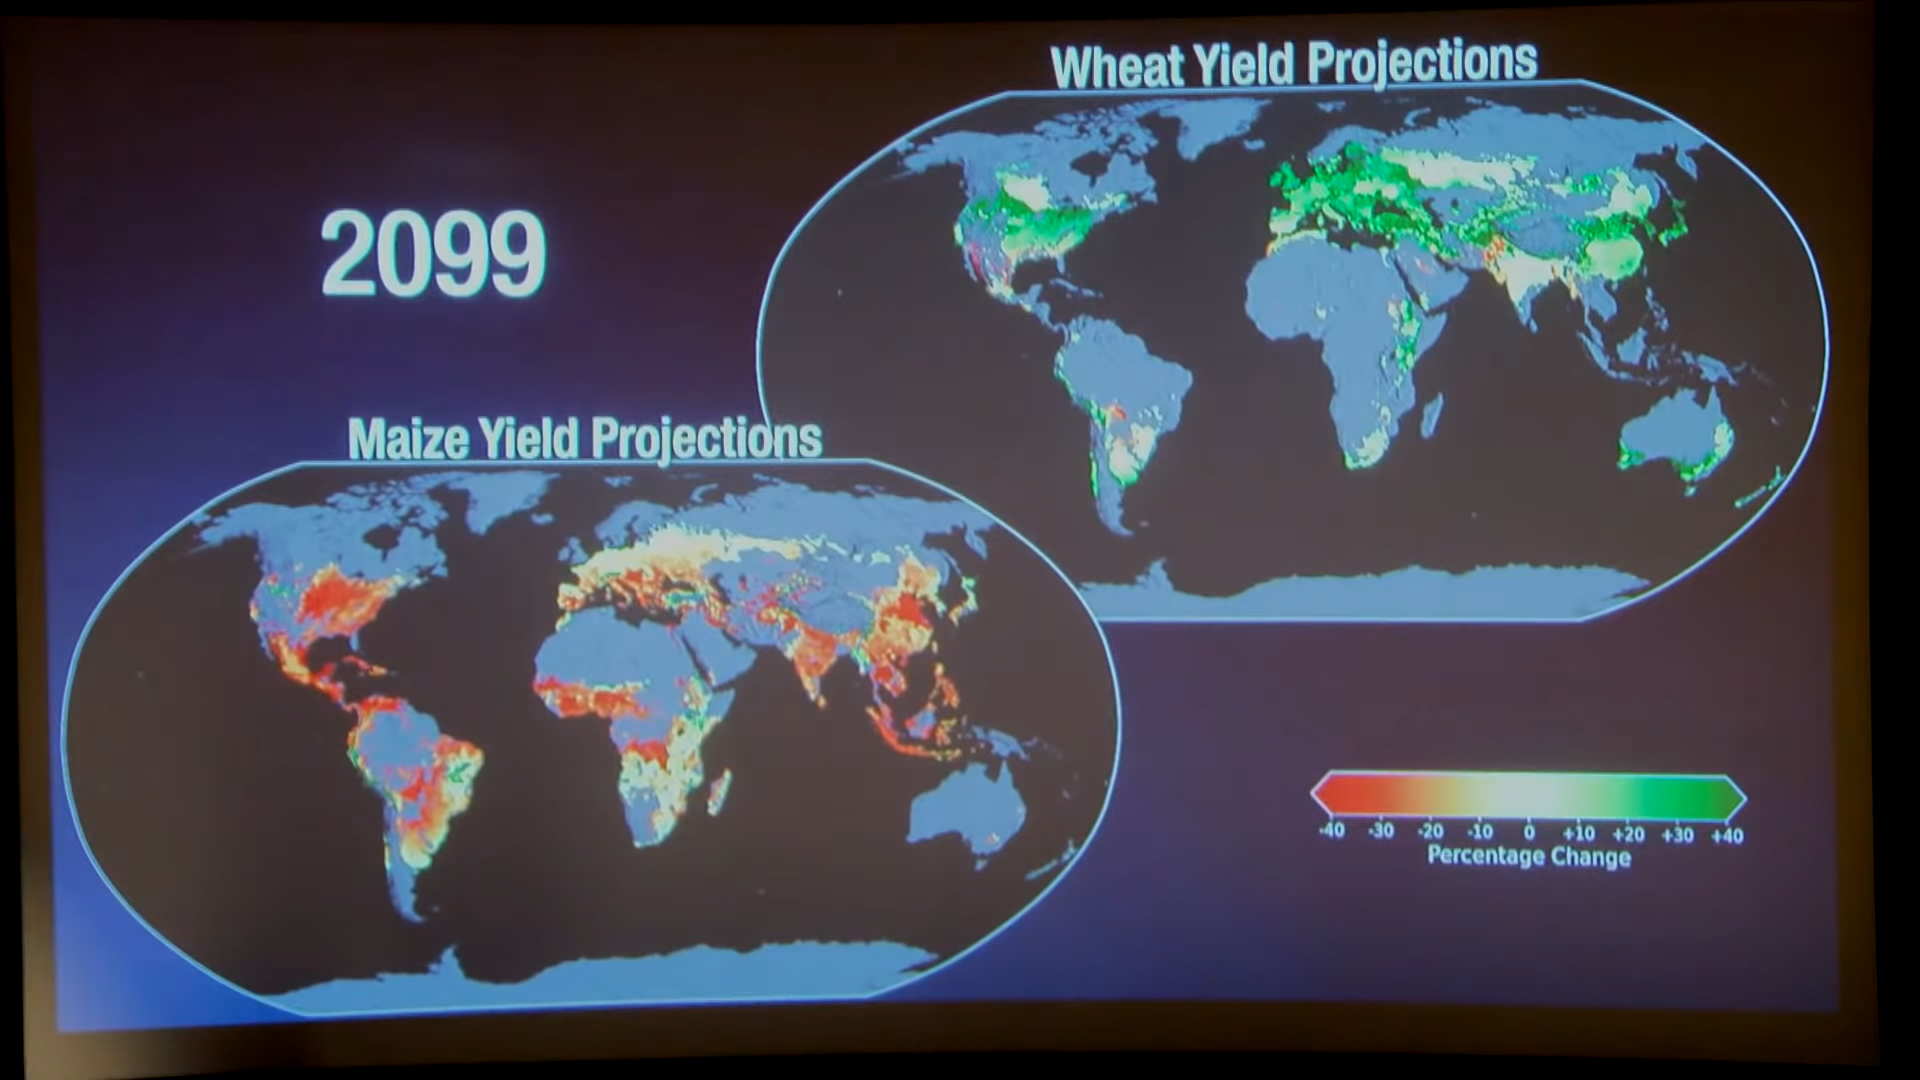 Wheat Yield Projections
2099
Maize Yield Projections
-40 -30 -20 -10 0 +10 +20 +30 +40
Percentage Change